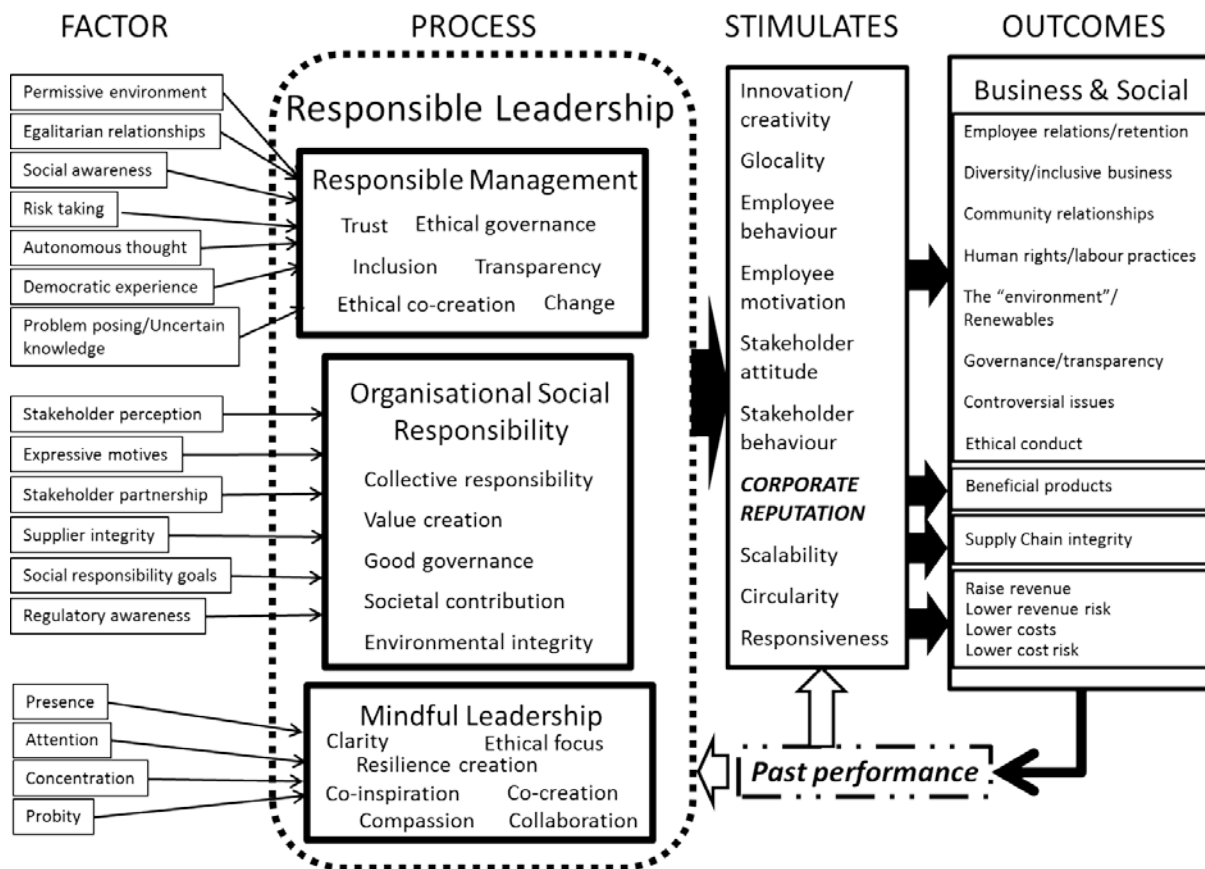 FACTOR
PROCESS
STIMULATES
OUTCOMES
Permissive environment
Egalitarian relationships
Social awareness
Risk taking
Autonomous thought
Democratic experience
Problem posing/Uncertain
knowledge
Stakeholder perception
Expressive motives
Stakeholder partnership
Supplier integrity
Social responsibility goals
Regulatory awareness
Presence
Attention
Concentration
Probity
Responsible Leadership
Responsible Management
Trust
Ethical governance
Inclusion
Transparency
Ethical co-creation
Change
Organisational Social
Responsibility
Collective responsibility
Value creation
Good governance
Societal contribution
Environmental integrity
Mindful Leadership
Clarity
Ethical focus
Resilience creation
Co-inspiration
Co-creation
Compassion
Collaboration
Innovation/
creativity
Glocality
Employee
behaviour
Employee
motivation
Stakeholder
attitude
Stakeholder
behaviour
CORPORATE
REPUTATION
Scalability
Circularity
Responsiveness
Business & Social
Employee relations/retention
Diversity/inclusive business
Community relationships
Human rights/labour practices
The “environment”/
Renewables
Governance/transparency
Controversial issues
Ethical conduct
Beneficial products
Supply Chain integrity
Raise revenue
Lower revenue risk
Lower costs
Lower cost risk
Past performance